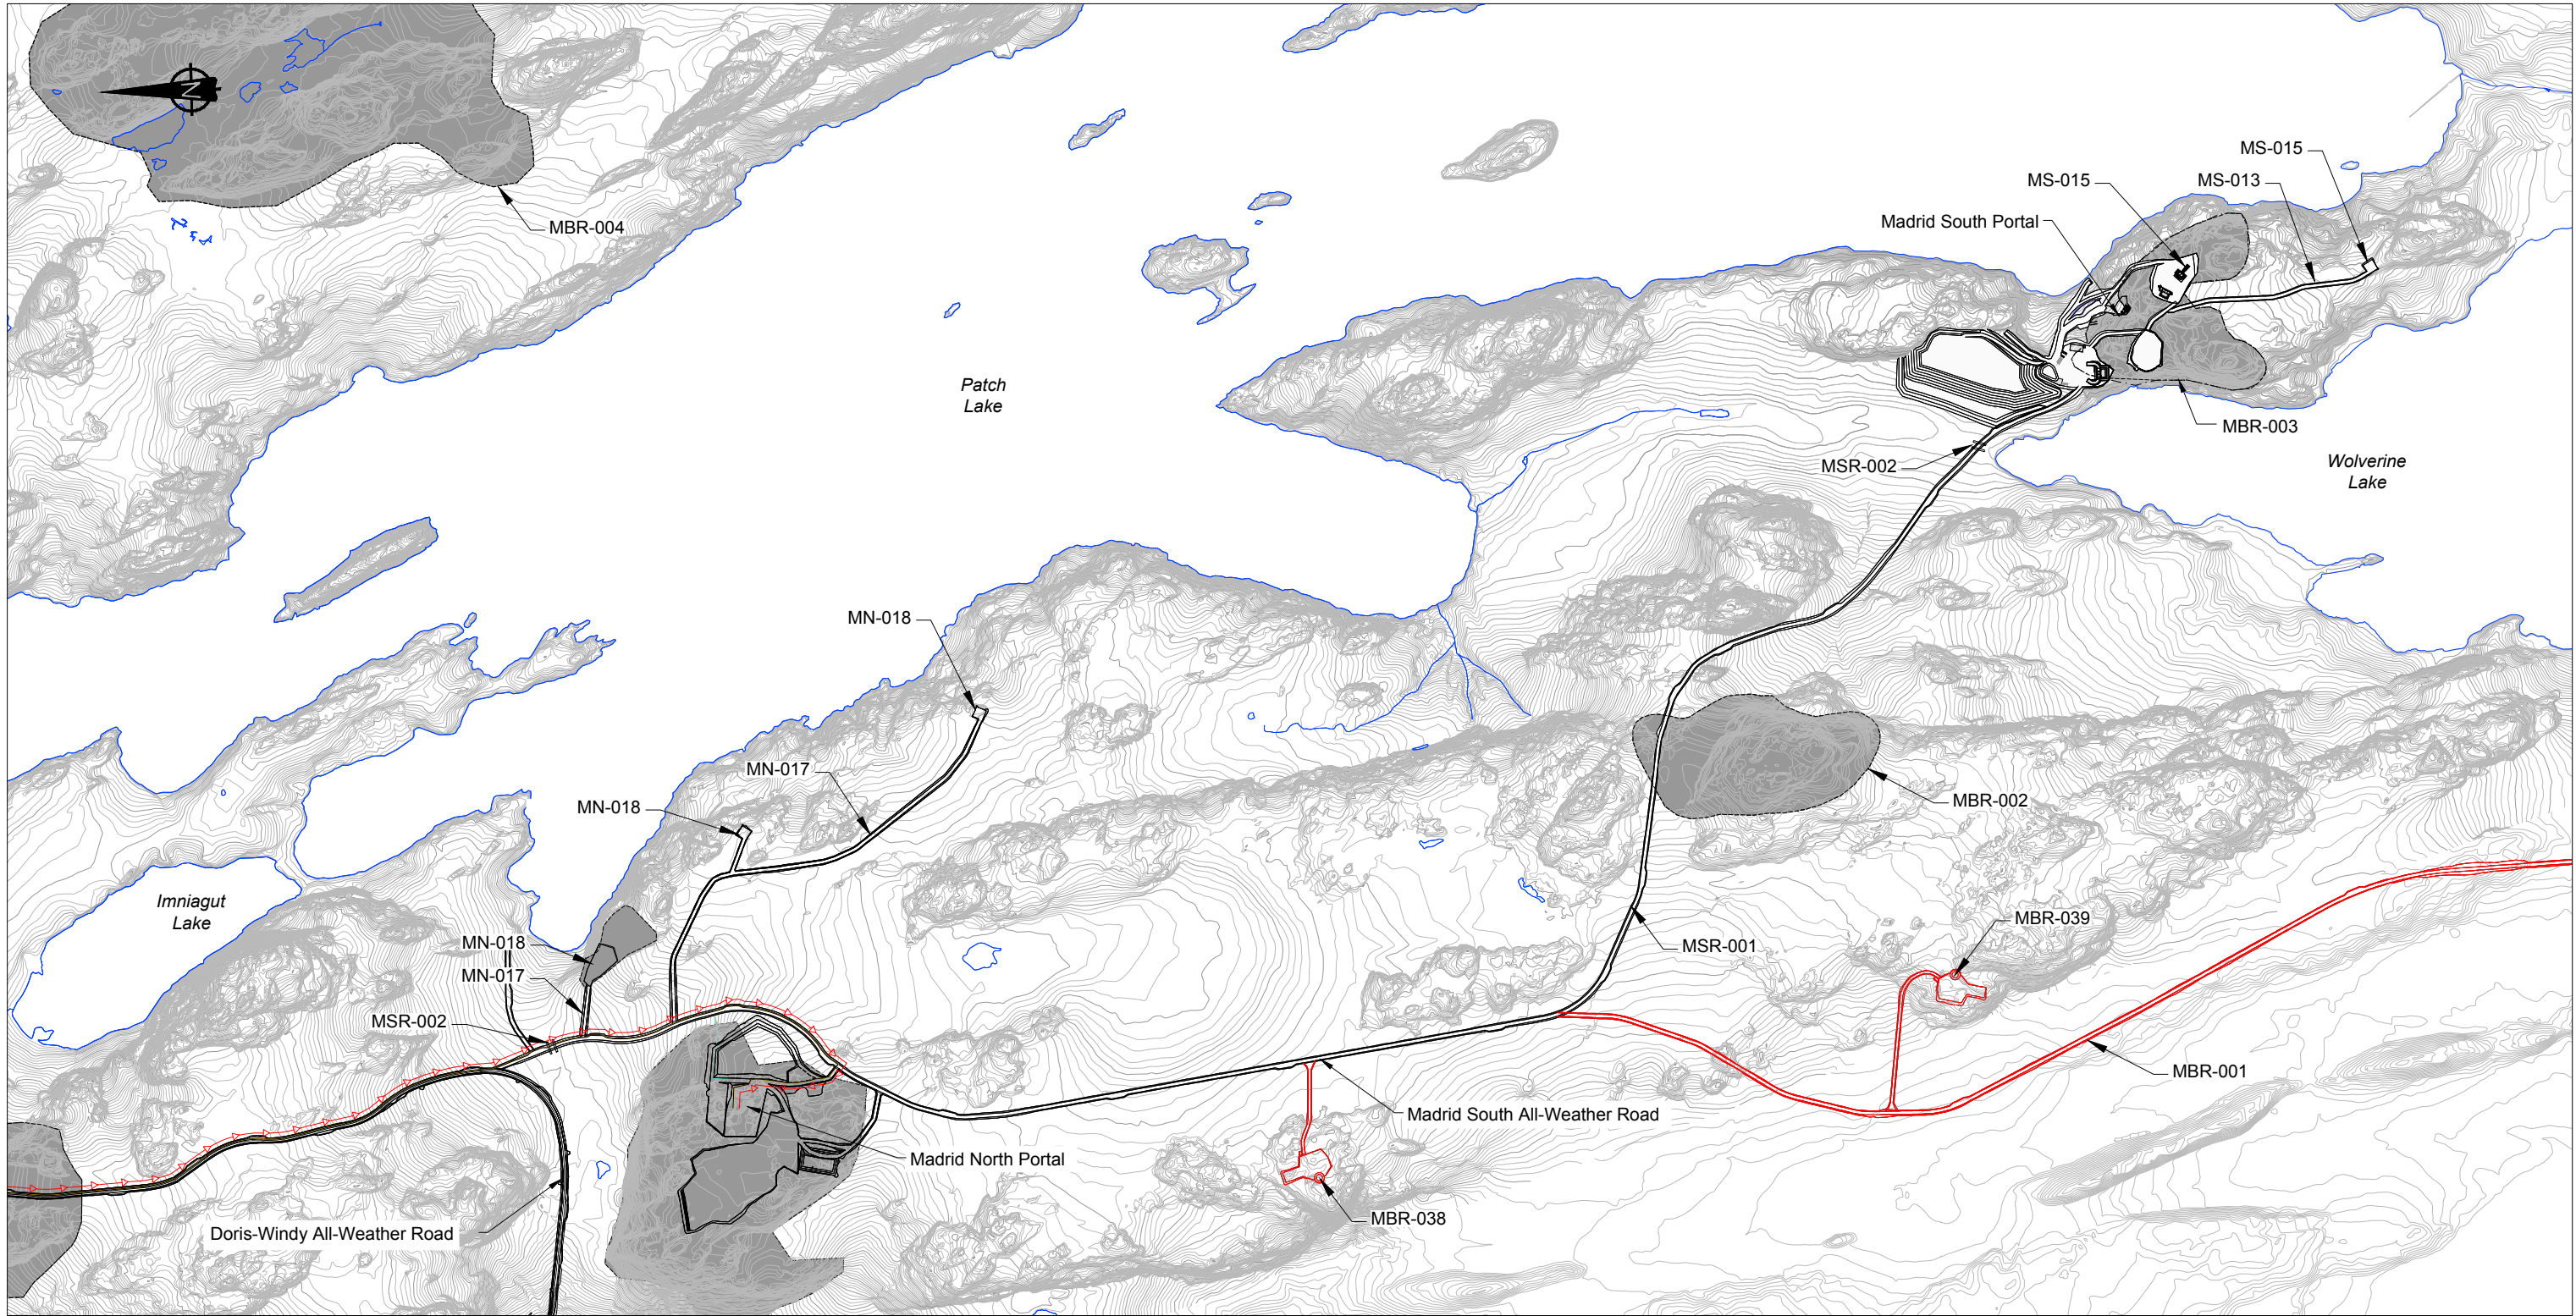 N
MBR-004
MS-015
MS-013
MS-015
Madrid South Portal
Patch
Lake
MBR-003
MSR-002
Wolverine
Lake
MN-018
MN-017
MBR-002
MN-018
Imniagut
Lake
MBR-039
MN-018
MSR-001
MN-017
MSR-002
MBR-001
Madrid South All-Weather Road
Madrid North Portal
MBR-038
Doris-Windy All-Weather Road